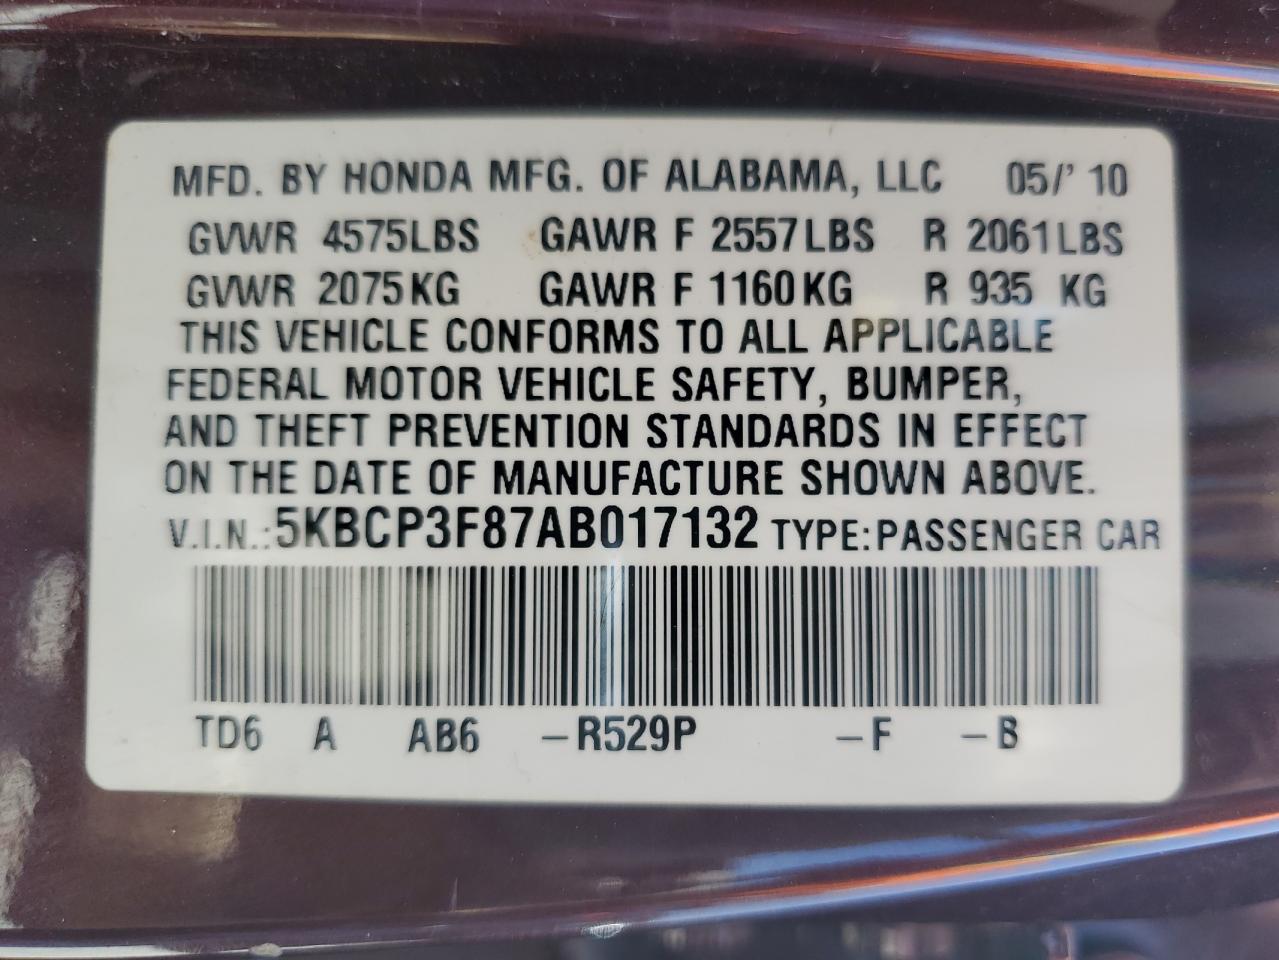 MFD. BY HONDA MFG. OF ALABAMA, LLC 05/' 10
GVWR 4575LBS GAWR F 2557LBS R 2061LBS
GVWR 2075KG GAWR F 1160KG R 935 KG
THIS VEHICLE CONFORMS TO ALL APPLICABLE
FEDERAL MOTOR VEHICLE SAFETY, BUMPER,
AND THEFT PREVENTION STANDARDS IN EFFECT
ON THE DATE OF MANUFACTURE SHOWN ABOVE.
V.I.N.:5KBCP3F87AB017132 TYPE:PASSENGER CAR
TD6 A AB6 –R529P –F –B